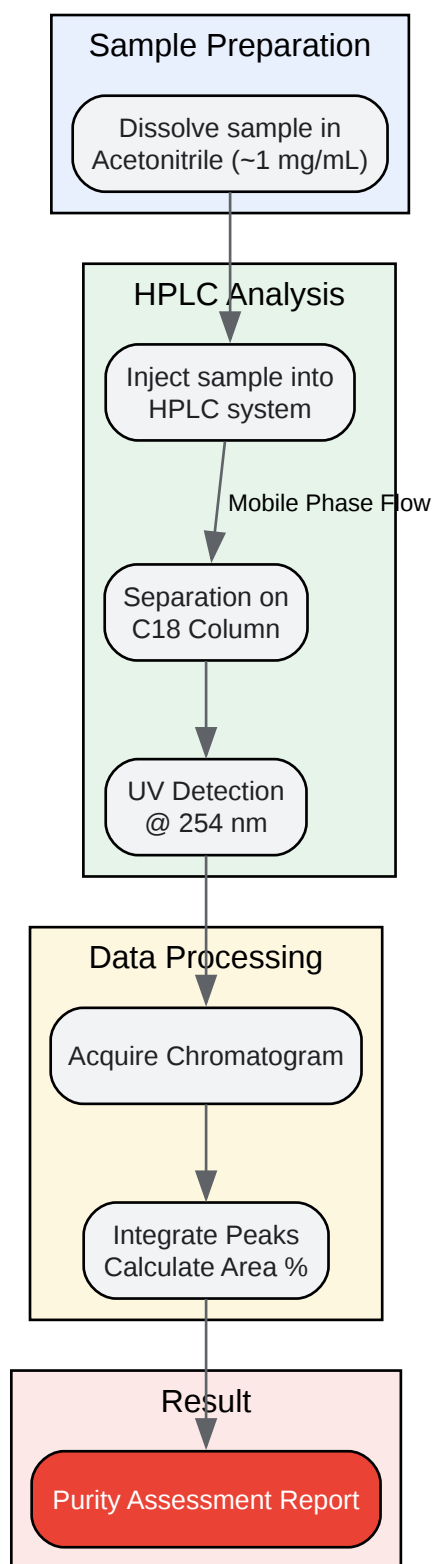 Sample Preparation
Dissolve sample in
Acetonitrile (~1 mg/mL)
HPLC Analysis
Inject sample into
HPLC system
Mobile Phase Flow
Separation on
C18 Column
UV Detection
@ 254 nm
Data Processing
Acquire Chromatogram
Integrate Peaks
Calculate Area %
Result
Purity Assessment Report